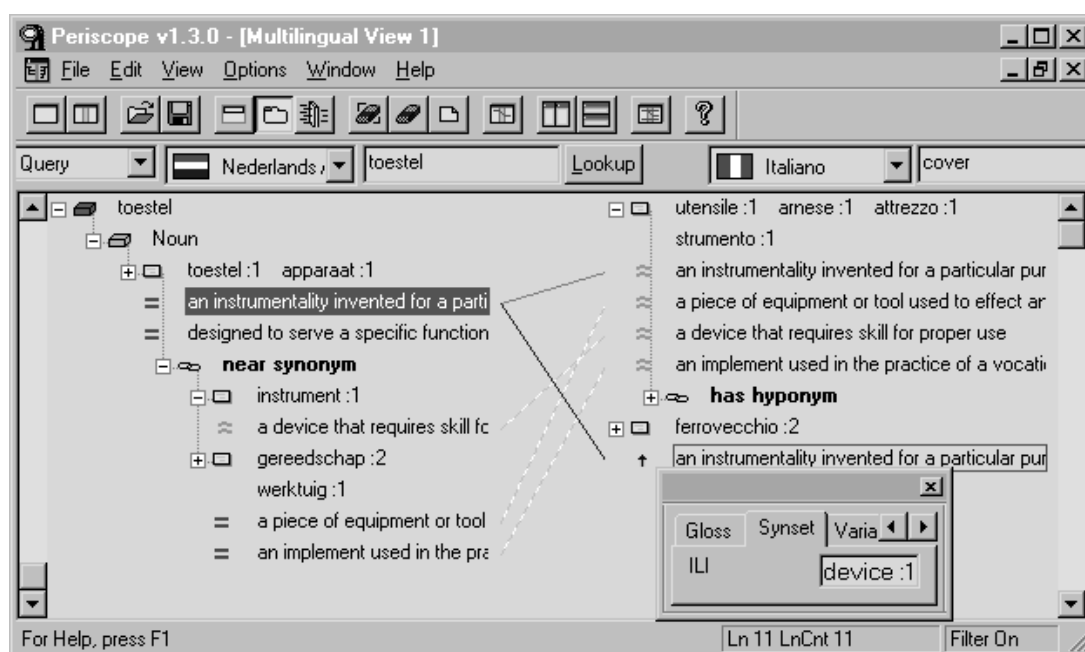 Periscope v1.3.0 - [Multilingual View 1]
File Edit View Options Window Help
Query Nederlands toestel Lookup Italiano cover
toestel
Noun
toestel :1 apparaat :1
an instrumentality invented for a parti
designed to serve a specific function
near synonym
instrument :1
a device that requires skill fo
gereedschap :2
werktuig :1
a piece of equipment or tool
an implement used in the pra
utensile :1 arnese :1 attrezzo :1
strumento :1
an instrumentality invented for a particular pur
a piece of equipment or tool used to effect an
a device that requires skill for proper use
an implement used in the practice of a vocati
has hyponym
ferrovecchio :2
an instrumentality invented for a particular pur
Gloss Synset Varia
ILI device :1
For Help, press F1 Ln 11 LnCnt 11 Filter On